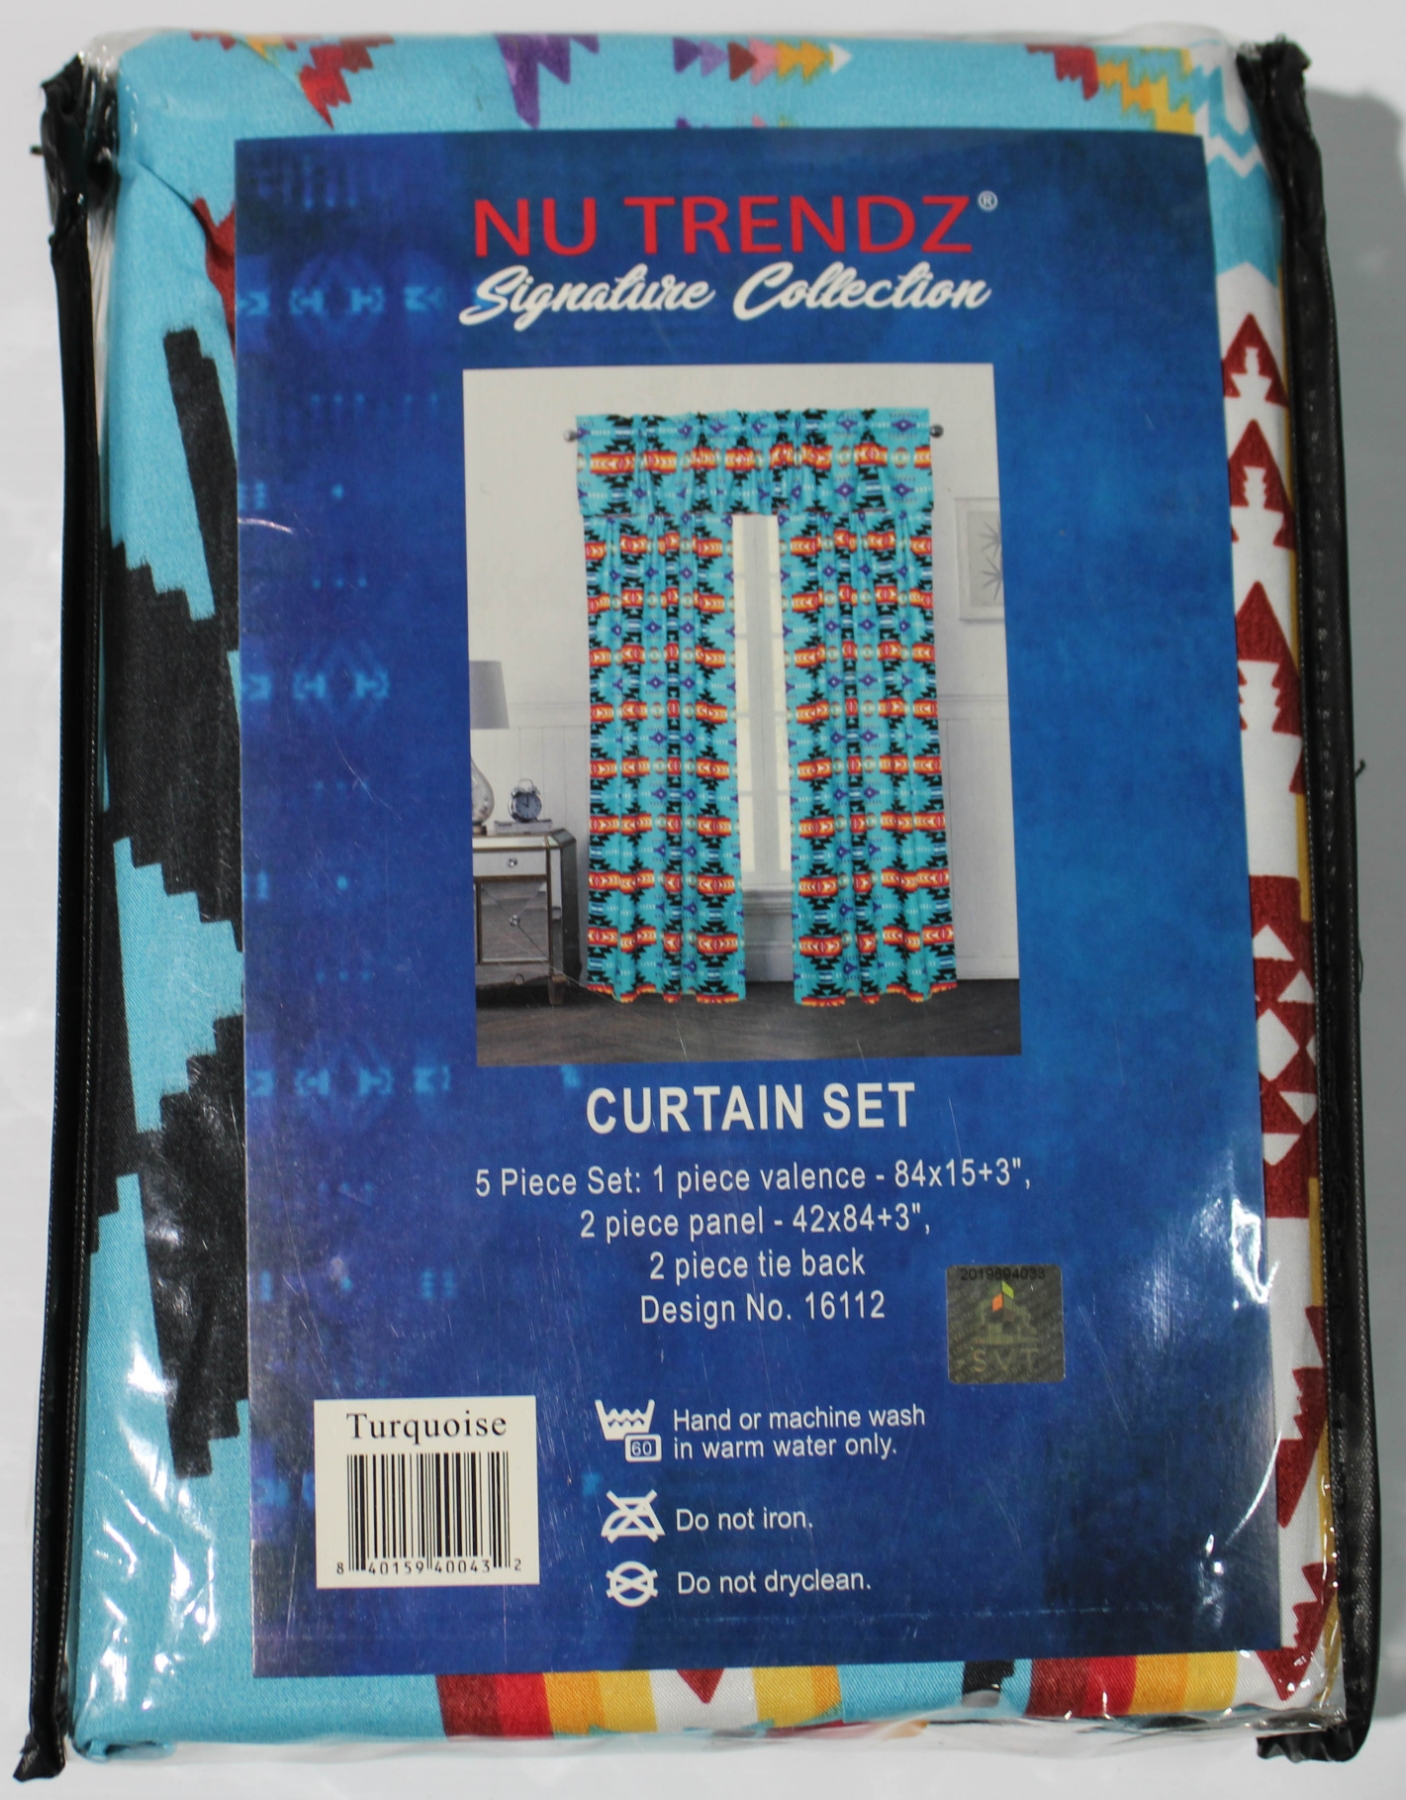 NU TRENDZ®
Signature Collection
CURTAIN SET
5 Piece Set: 1 piece valence - 84x15+3",
2 piece panel - 42x84+3",
2 piece tie back
Design No. 16112
2019894033
SVT
Turquoise
8 40159 40043 2
60
Hand or machine wash
in warm water only.
Do not iron.
Do not dryclean.